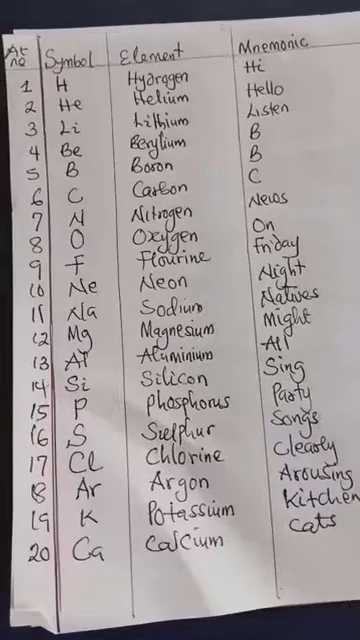 At no Symbol Element Mnemonic
1 H Hydrogen Hi
2 He Helium Hello
3 Li Lithium Listen
4 Be Berylium B
5 B Boron B
6 C Carbon C
7 N Nitrogen News
8 O Oxygen On
9 F Flourine Friday
10 Ne Neon Night
11 Na Sodium Natives
12 Mg Magnesium Might
13 Al Aluminium All
14 Si Silicon Sing
15 P Phosphorus Party
16 S Sulphur Songs
17 Cl Chlorine Clearly
18 Ar Argon Arousing
19 K Potassium Kitchen
20 Ca Calcium Cats